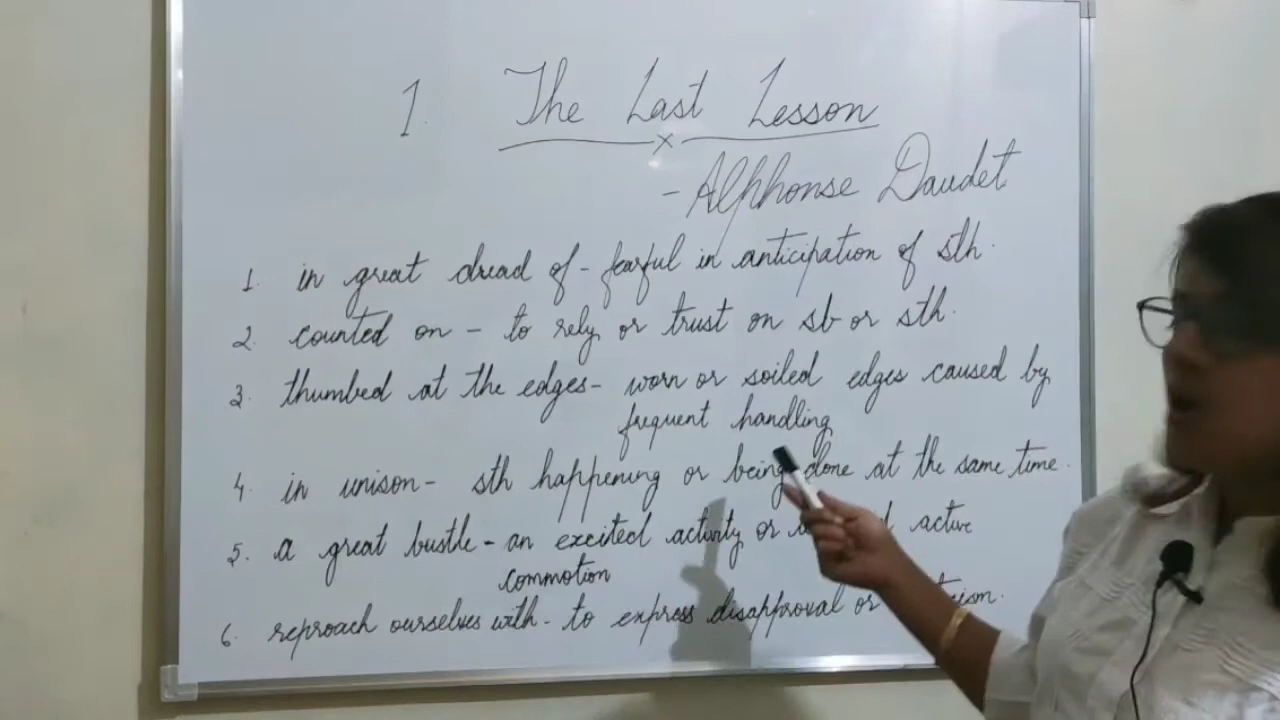 1. The Last Lesson
- Alphonse Daudet
1. in great dread of - fearful in anticipation of sth.
2. counted on - to rely or trust on sb or sth.
3. thumbed at the edges - worn or soiled edges caused by
frequent handling
4. in unison - sth happening or being done at the same time.
5. a great bustle - an excited activity or active
commotion
6. reproach ourselves with - to express disapproval or